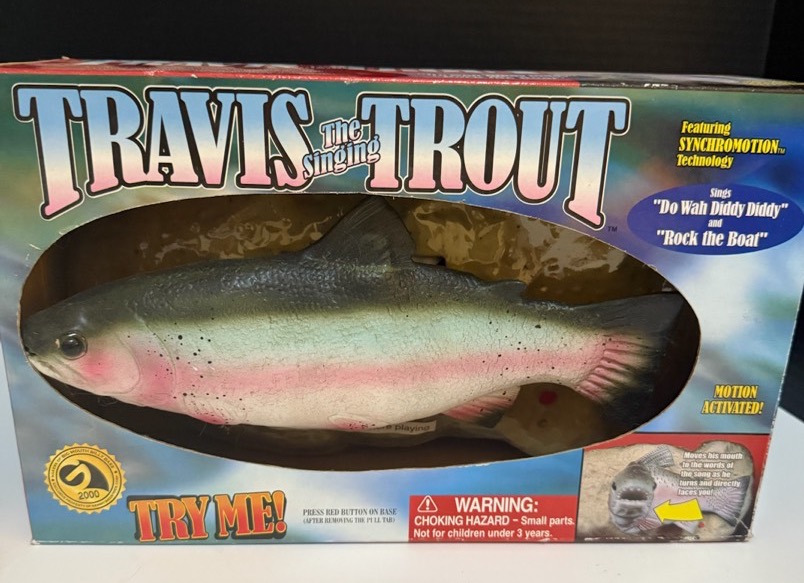 TRAVIS The Singing TROUT TM
Featuring
SYNCHROMOTION TM
Technology
Sings
"Do Wah Diddy Diddy"
and
"Rock the Boat"
MOTION
ACTIVATED!
playing
2000
TRY ME!
PRESS RED BUTTON ON BASE
(AFTER REMOVING THE PULL TAB)
WARNING:
CHOKING HAZARD - Small parts.
Not for children under 3 years.
Moves his mouth
to the words of
the song as he
turns and directly
faces you!